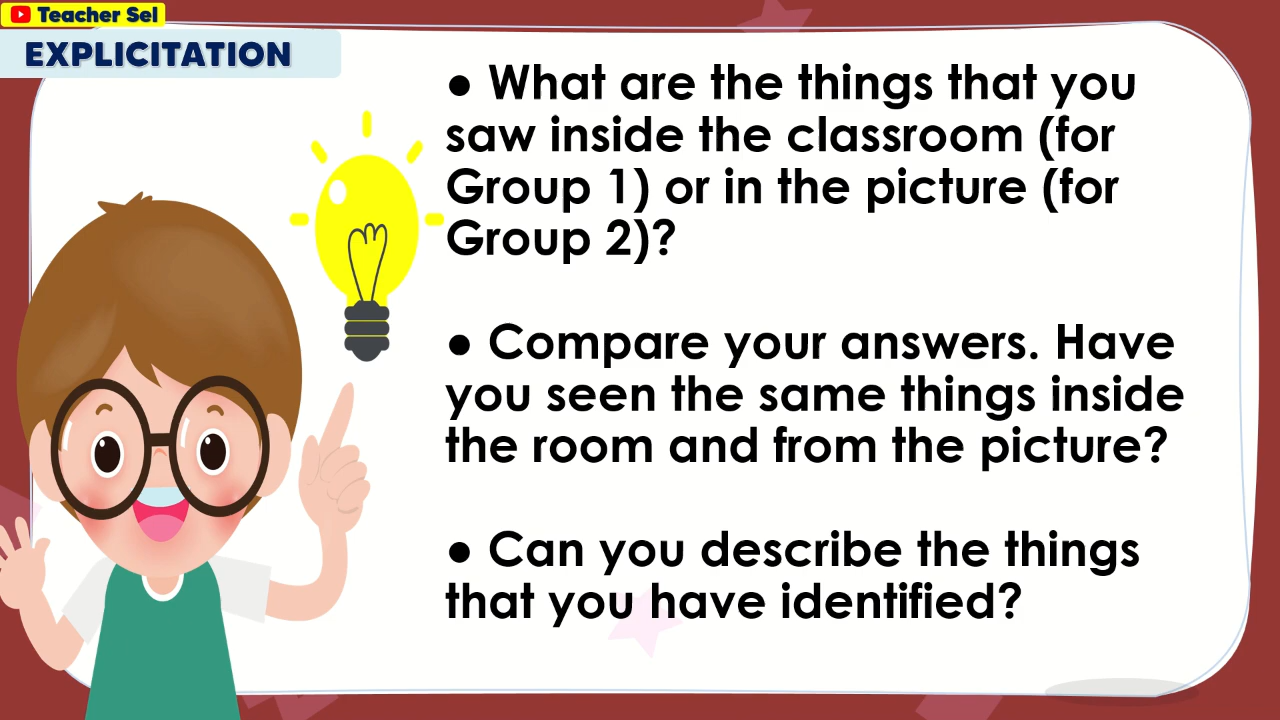 Teacher Sel
EXPLICITATION
● What are the things that you
saw inside the classroom (for
Group 1) or in the picture (for
Group 2)?
● Compare your answers. Have
you seen the same things inside
the room and from the picture?
● Can you describe the things
that you have identified?